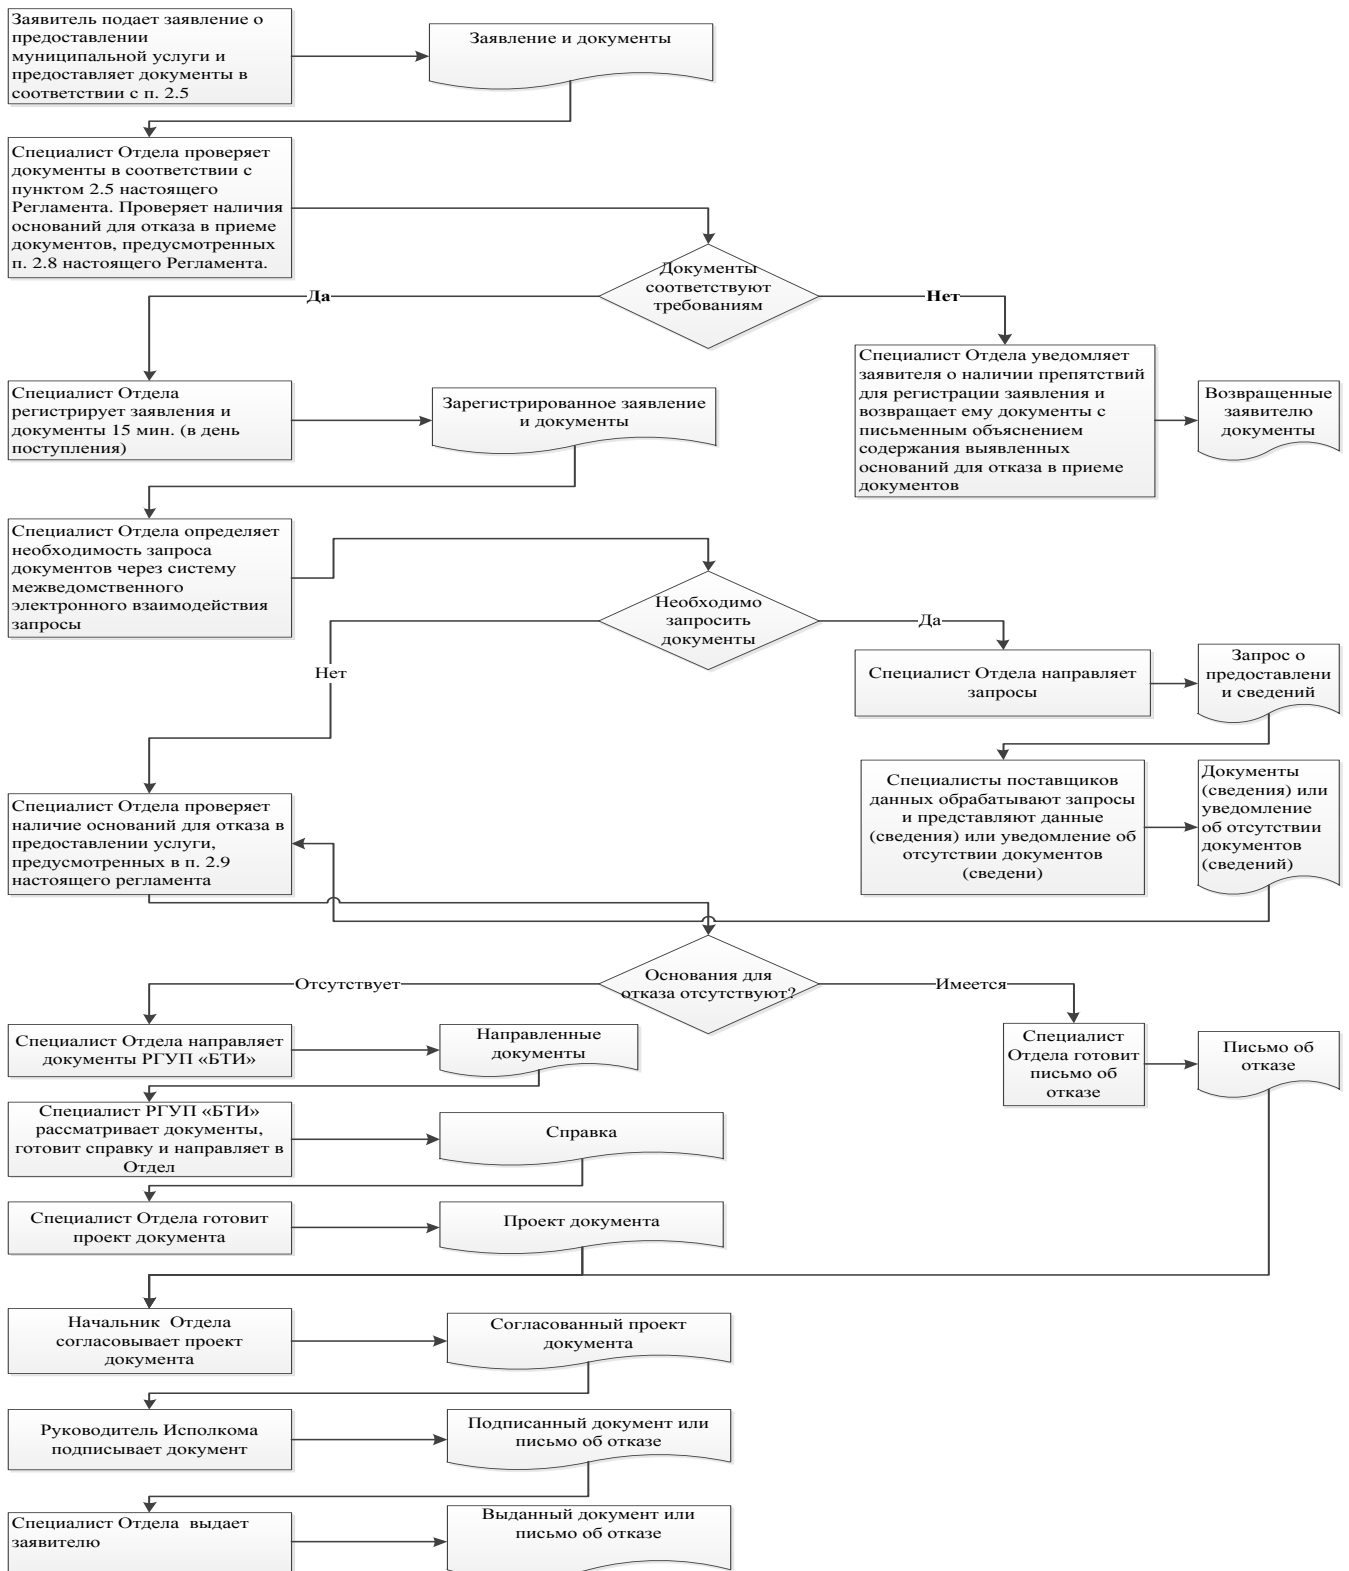 Заявитель подает заявление о
предоставлении
муниципальной услуги и
предоставляет документы в
соответствии с п. 2.5
Заявление и документы
Специалист Отдела проверяет
документы в соответствии с
пунктом 2.5 настоящего
Регламента. Проверяет наличия
оснований для отказа в приеме
документов, предусмотренных
п. 2.8 настоящего Регламента.
Документы
соответствуют
требованиям
Да
Нет
Специалист Отдела
регистрирует заявления и
документы 15 мин. (в день
поступления)
Зарегистрированное заявление
и документы
Специалист Отдела уведомляет
заявителя о наличии препятствий
для регистрации заявления и
возвращает ему документы с
письменным объяснением
содержания выявленных
оснований для отказа в приеме
документов
Возвращенные
заявителю
документы
Специалист Отдела определяет
необходимость запроса
документов через систему
межведомственного
электронного взаимодействия
запросы
Необходимо
запросить
документы
Да
Нет
Специалист Отдела направляет
запросы
Запрос о
предоставлени
и сведений
Специалисты поставщиков
данных обрабатывают запросы
и представляют данные
(сведения) или уведомление об
отсутствии документов
(сведени)
Документы
(сведения) или
уведомление
об отсутствии
документов
(сведений)
Специалист Отдела проверяет
наличие оснований для отказа в
предоставлении услуги,
предусмотренных в п. 2.9
настоящего регламента
Основания для
отказа отсутствуют?
Отсутствует
Имеется
Специалист Отдела направляет
документы РГУП «БТИ»
Направленные
документы
Специалист
Отдела готовит
письмо об
отказе
Письмо об
отказе
Специалист РГУП «БТИ»
рассматривает документы,
готовит справку и направляет в
Отдел
Справка
Специалист Отдела готовит
проект документа
Проект документа
Начальник  Отдела
согласовывает проект
документа
Согласованный проект
документа
Руководитель Исполкома
подписывает документ
Подписанный документ или
письмо об отказе
Специалист Отдела  выдает
заявителю
Выданный документ или
письмо об отказе